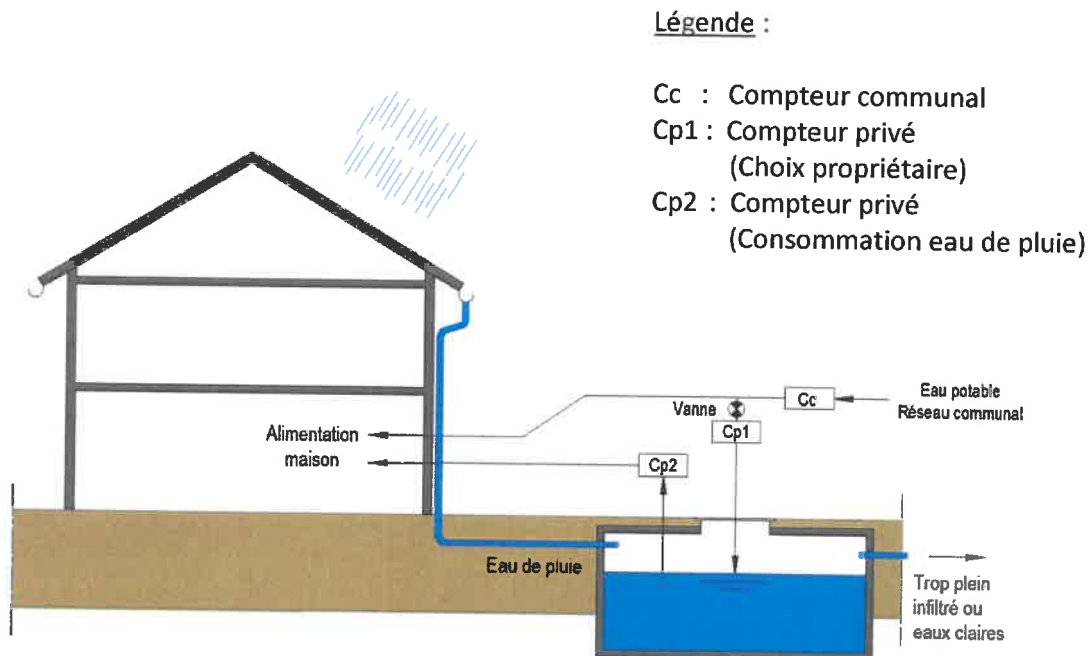 Légende :
Cc : Compteur communal
Cp1 : Compteur privé
(Choix propriétaire)
Cp2 : Compteur privé
(Consommation eau de pluie)
Eau potable
Réseau communal
Cc
Vanne
Cp1
Alimentation
maison
Cp2
Eau de pluie
Trop plein
infiltré ou
eaux claires